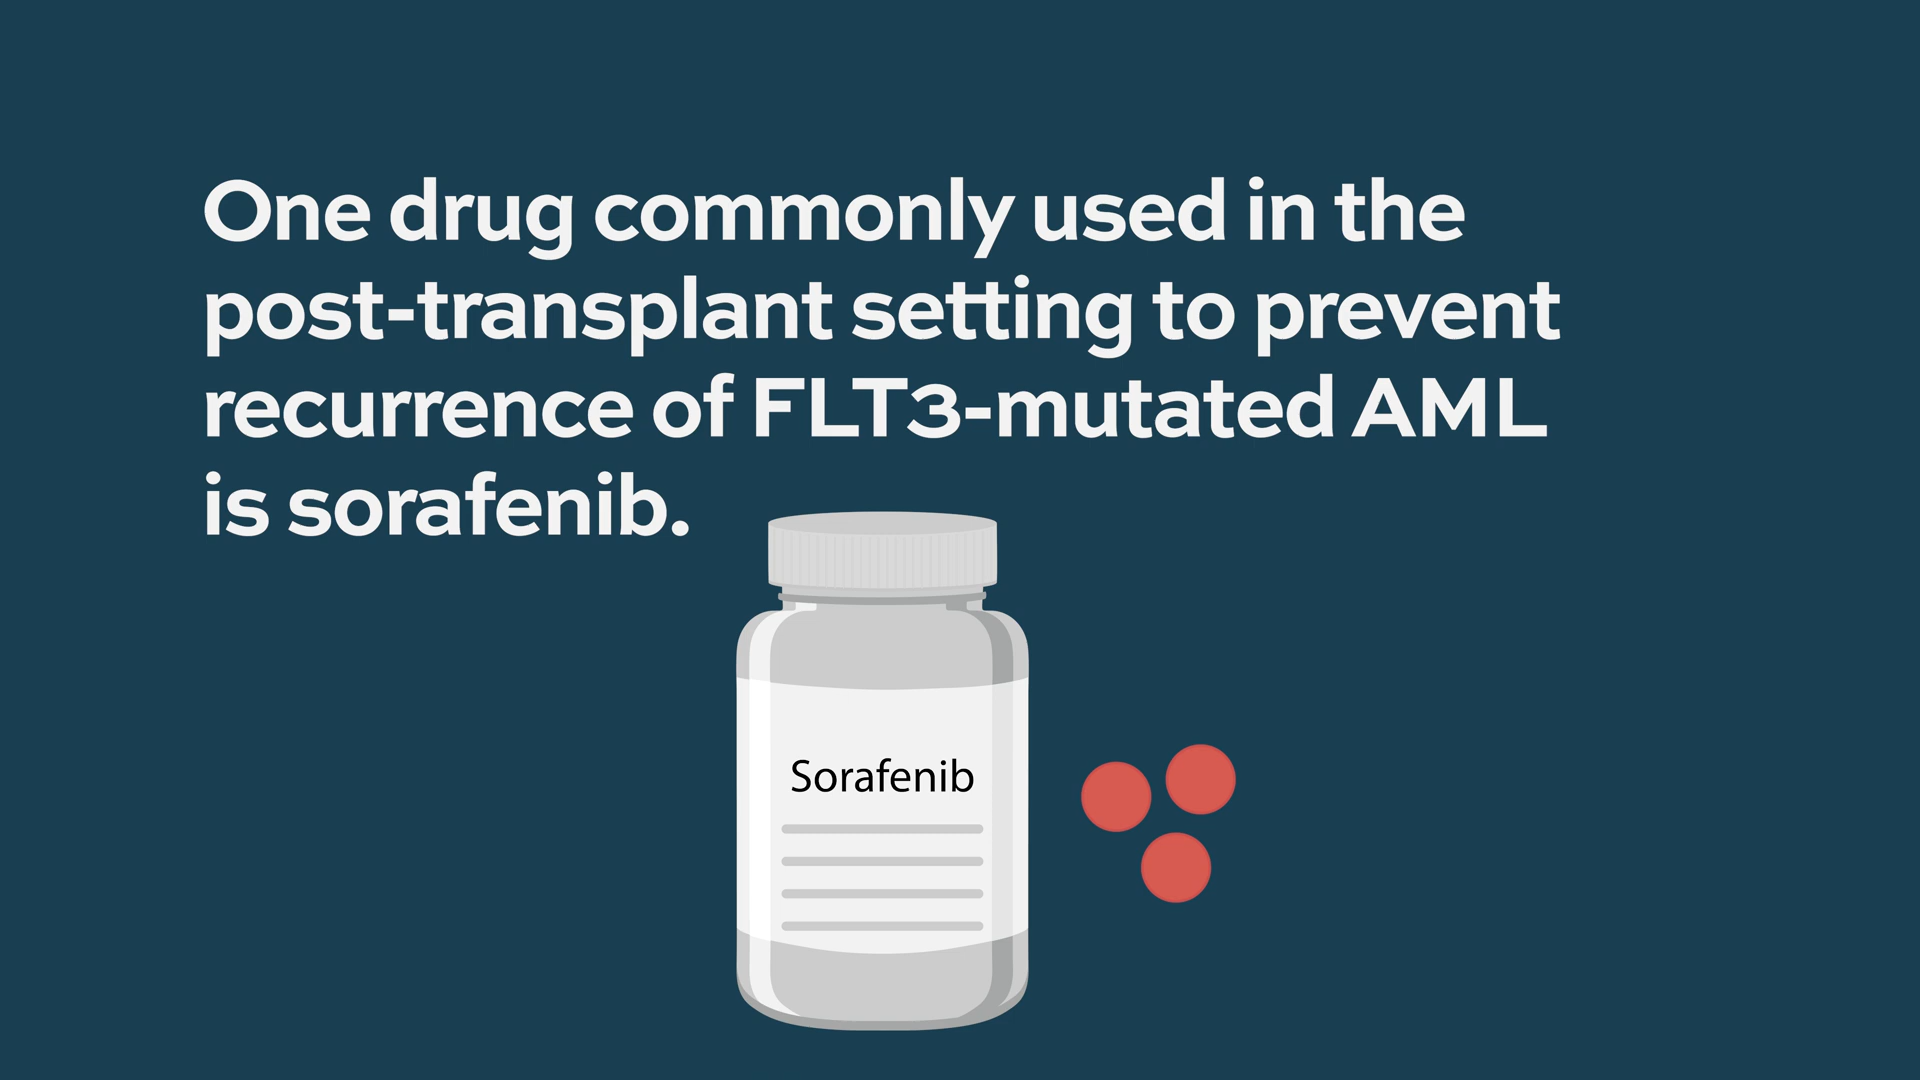 One drug commonly used in the
post-transplant setting to prevent
recurrence of FLT3-mutated AML
is sorafenib.
Sorafenib